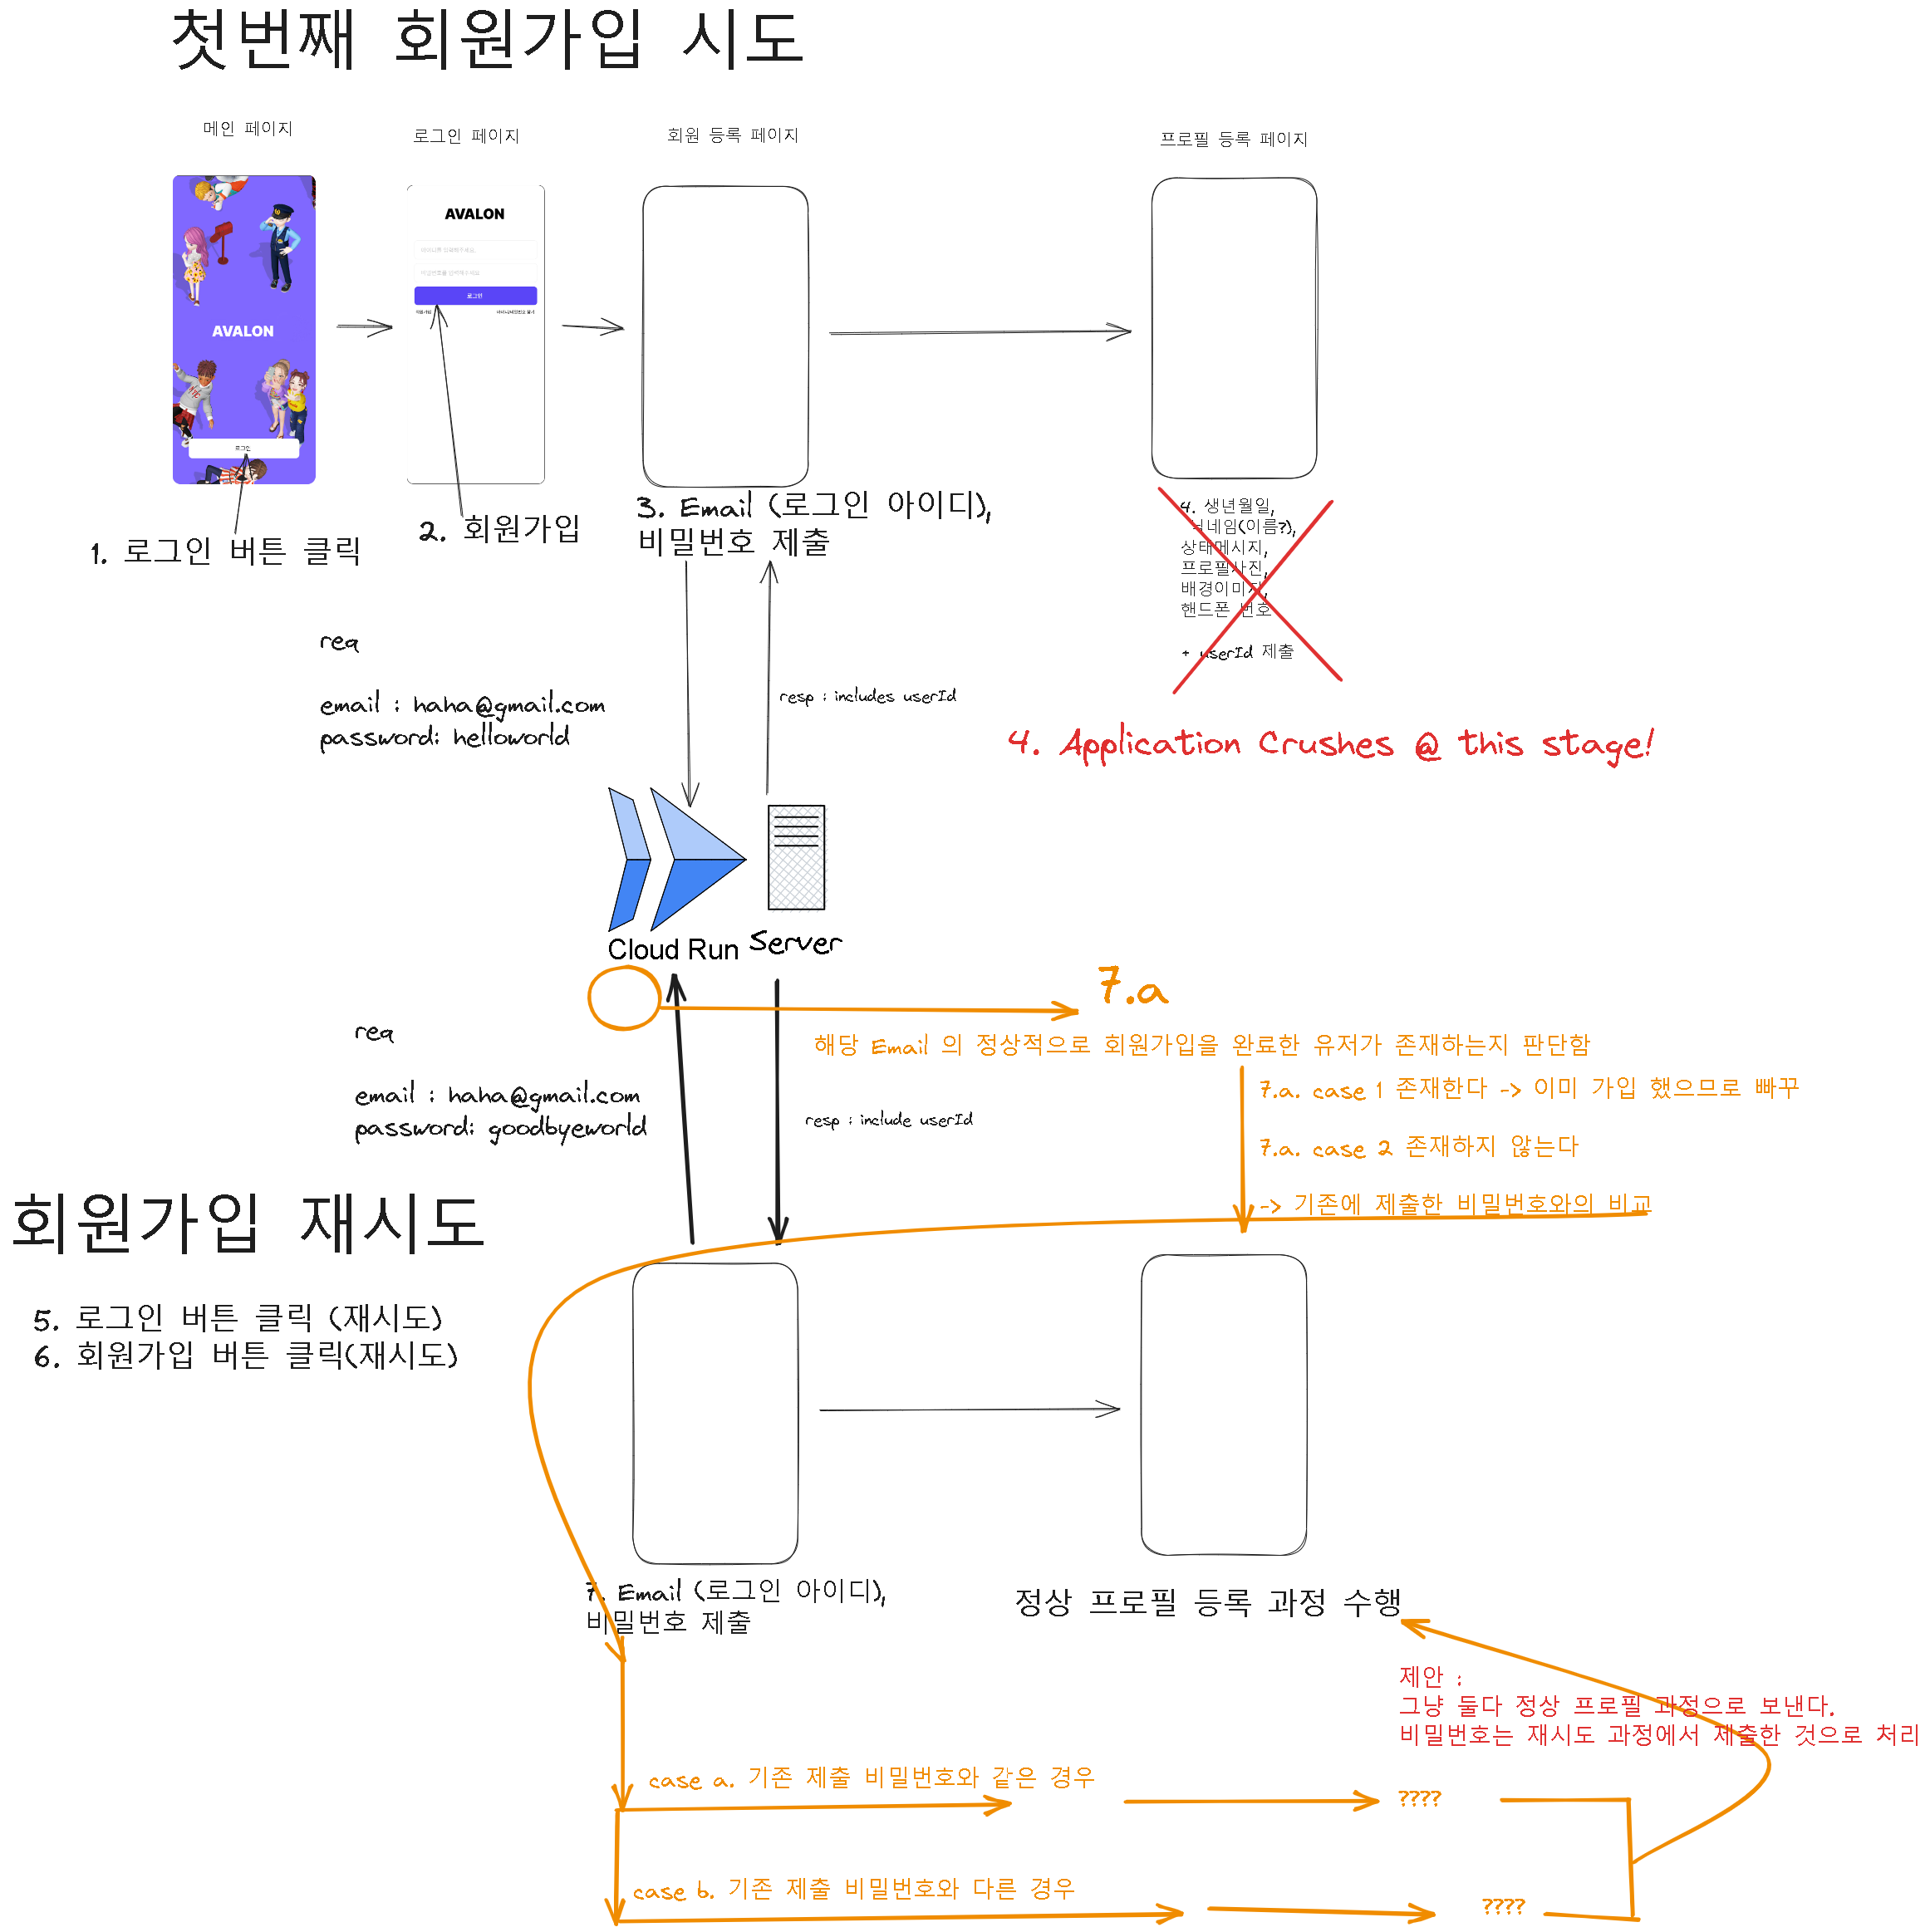 첫번째 회원가입 시도
메인 페이지
로그인 페이지
회원 등록 페이지
프로필 등록 페이지
AVALON
로그인
AVALON
로그인
회원가입
1. 로그인 버튼 클릭
2. 회원가입
3. Email (로그인 아이디),
비밀번호 제출
4. 생년월일,
닉네임(이름?),
상태메시지,
프로필사진,
배경이미지,
핸드폰 번호
+ userId 제출
4. Application Crushes @ this stage!
req
email : haha@gmail.com
password: helloworld
resp : includes userId
Cloud Run
Server
7.a
해당 Email 의 정상적으로 회원가입을 완료한 유저가 존재하는지 판단함
7.a. case 1 존재한다 -> 이미 가입 했으므로 빠꾸
7.a. case 2 존재하지 않는다
-> 기존에 제출한 비밀번호와의 비교
req
email : haha@gmail.com
password: goodbyeworld
resp : include userId
회원가입 재시도
5. 로그인 버튼 클릭 (재시도)
6. 회원가입 버튼 클릭(재시도)
7. Email (로그인 아이디),
비밀번호 제출
정상 프로필 등록 과정 수행
제안 :
그냥 둘다 정상 프로필 과정으로 보낸다.
비밀번호는 재시도 과정에서 제출한 것으로 처리
case a. 기존 제출 비밀번호와 같은 경우
????
case b. 기존 제출 비밀번호와 다른 경우
????